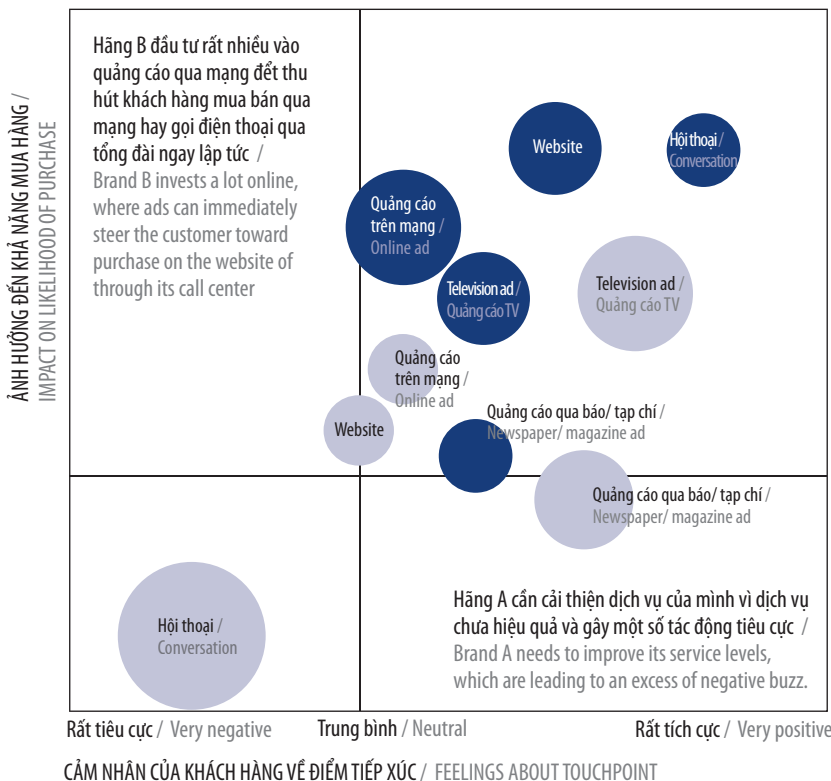 ẢNH HƯỞNG ĐẾN KHẢ NĂNG MUA HÀNG /
IMPACT ON LIKELIHOOD OF PURCHASE
Hãng B đầu tư rất nhiều vào
quảng cáo qua mạng đểt thu
hút khách hàng mua bán qua
mạng hay gọi điện thoại qua
tổng đài ngay lập tức /
Brand B invests a lot online,
where ads can immediately
steer the customer toward
purchase on the website of
through its call center
Website
Hội thoại /
Conversation
Quảng cáo
trên mạng /
Online ad
Television ad /
Quảng cáo TV
Television ad /
Quảng cáo TV
Quảng cáo
trên mạng /
Online ad
Website
Quảng cáo qua báo/ tạp chí /
Newspaper/ magazine ad
Quảng cáo qua báo/ tạp chí /
Newspaper/ magazine ad
Hội thoại /
Conversation
Hãng A cần cải thiện dịch vụ của mình vì dịch vụ
chưa hiệu quả và gây một số tác động tiêu cực /
Brand A needs to improve its service levels,
which are leading to an excess of negative buzz.
Rất tiêu cực / Very negative
Trung bình / Neutral
Rất tích cực / Very positive
CẢM NHÂN CỦA KHÁCH HÀNG VỀ ĐIỂM TIẾP XÚC / FEELINGS ABOUT TOUCHPOINT